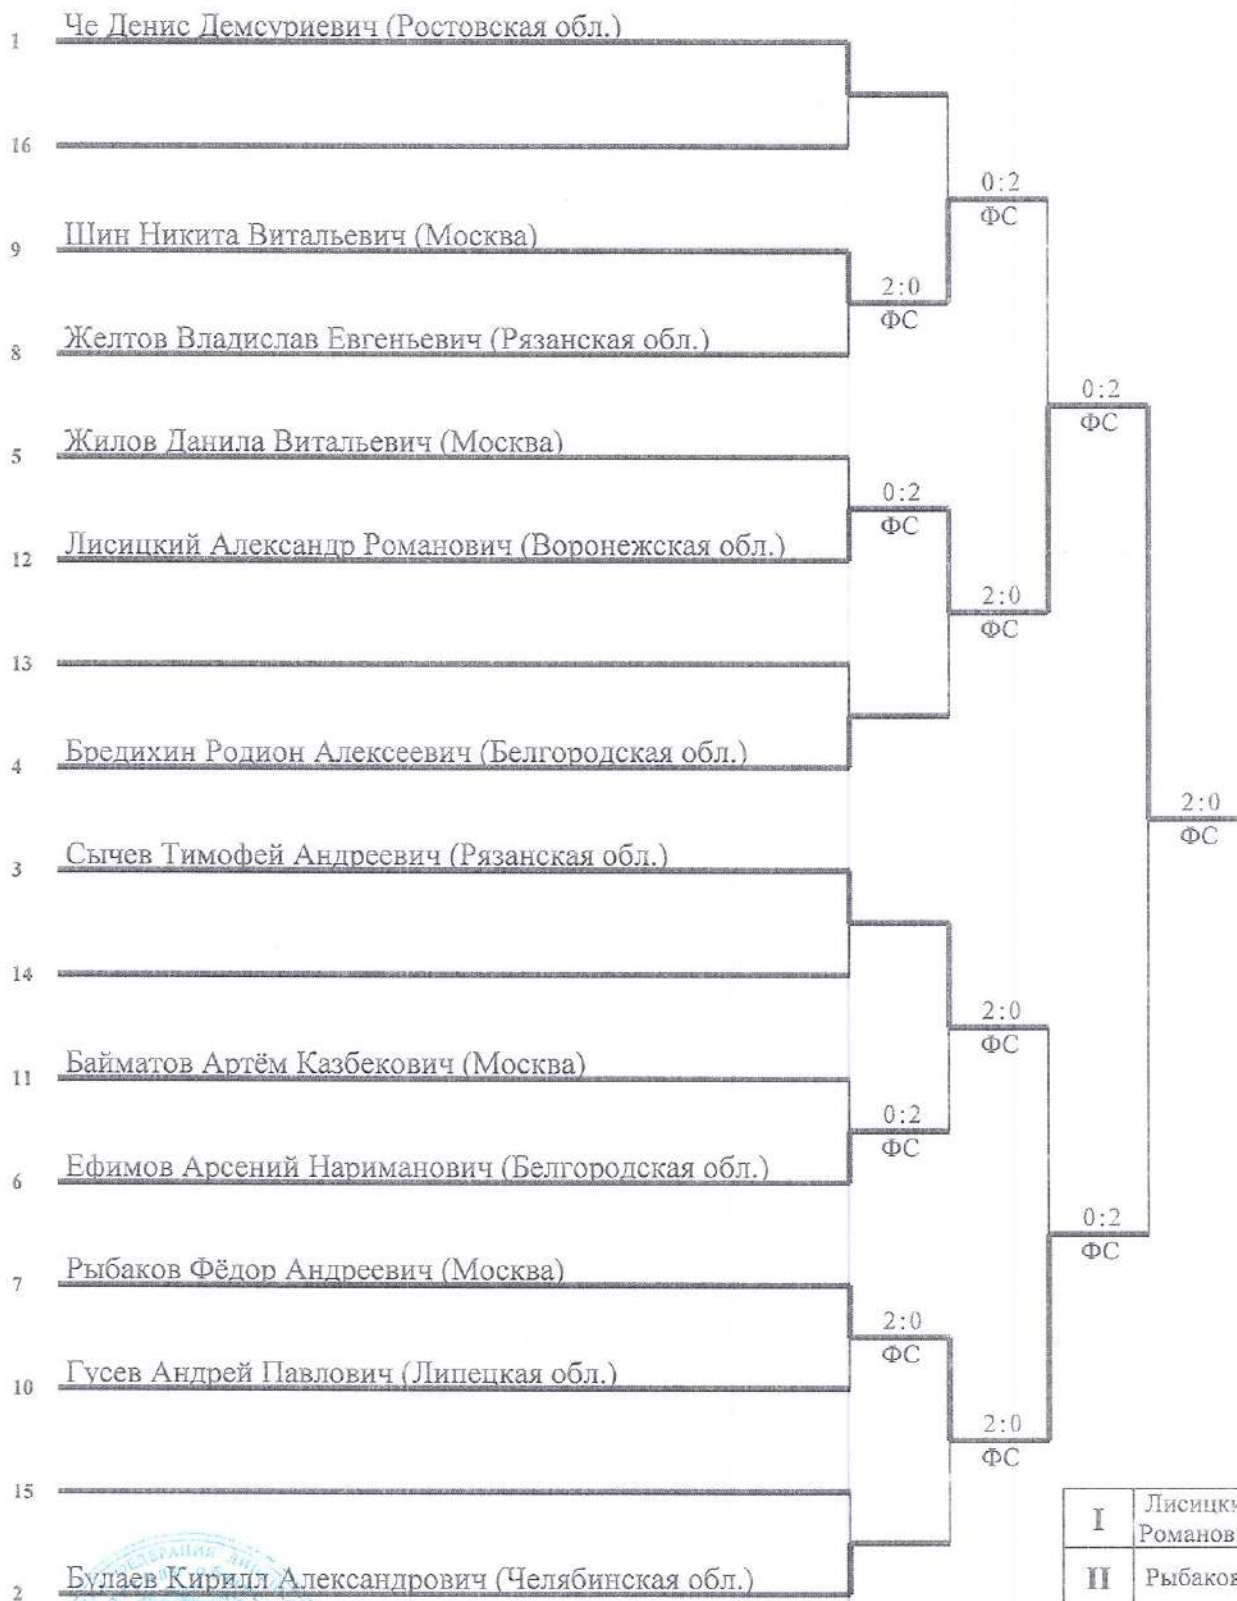 1 Че Денис Демсуриевич (Ростовская обл.)
16
0:2
ФС
9 Шин Никита Витальевич (Москва)
2:0
ФС
8 Желтов Владислав Евгеньевич (Рязанская обл.)
0:2
ФС
5 Жилов Данила Витальевич (Москва)
0:2
ФС
12 Лисицкий Александр Романович (Воронежская обл.)
2:0
ФС
13
4 Бредихин Родион Алексеевич (Белгородская обл.)
2:0
ФС
3 Сычев Тимофей Андреевич (Рязанская обл.)
14
2:0
ФС
11 Байматов Артём Казбекович (Москва)
0:2
ФС
6 Ефимов Арсений Нариманович (Белгородская обл.)
0:2
ФС
7 Рыбаков Фёдор Андреевич (Москва)
2:0
ФС
10 Гусев Андрей Павлович (Липецкая обл.)
2:0
ФС
15
I Лисицки
Романов
2 Булаев Кирилл Александрович (Челябинская обл.)
II Рыбаков